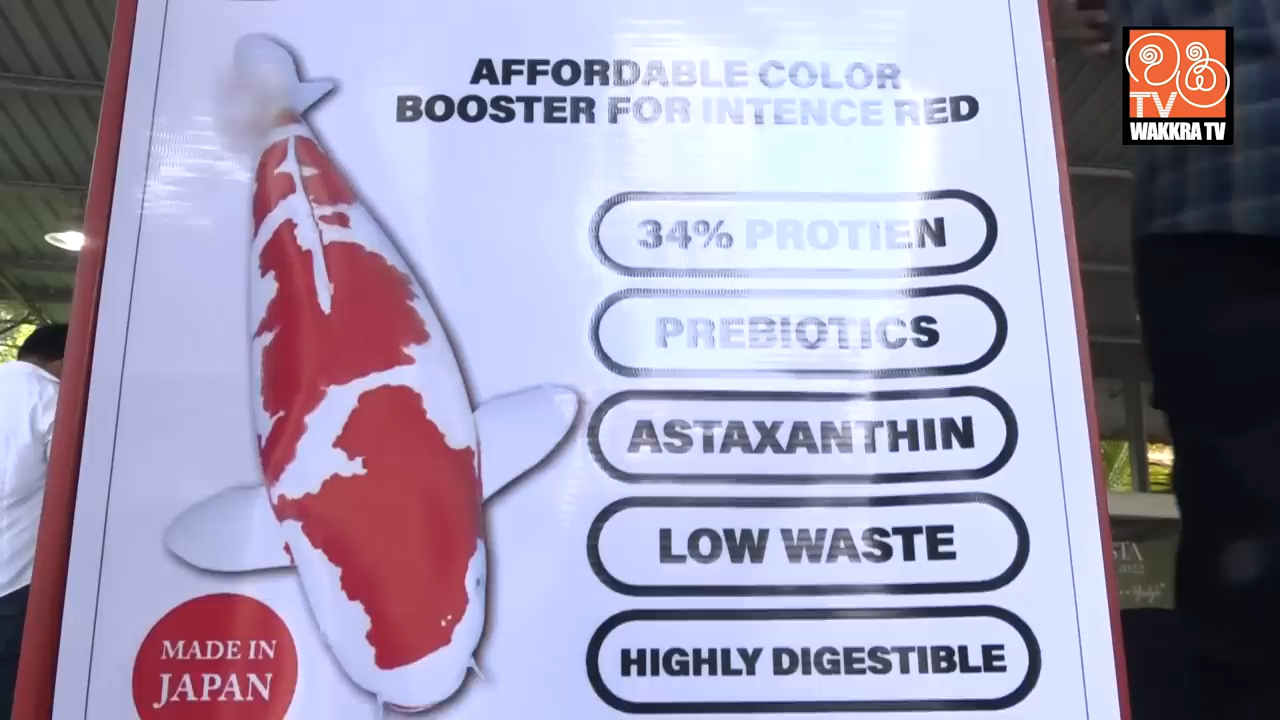 AFFORDABLE COLOR
BOOSTER FOR INTENCE RED
34% PROTIEN
PREBIOTICS
ASTAXANTHIN
LOW WASTE
HIGHLY DIGESTIBLE
MADE IN
JAPAN
TV
WAKKRA TV
2022